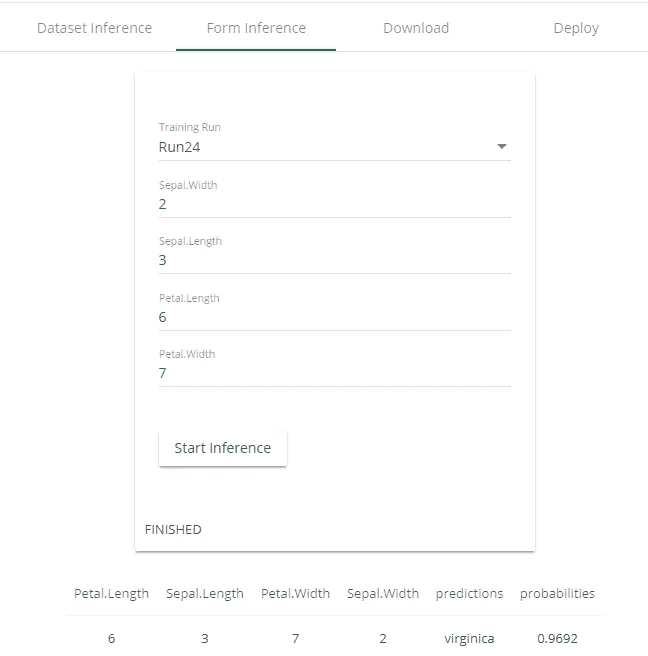 Dataset Inference Form Inference Download Deploy
Training Run
Run24
Sepal.Width
2
Sepal.Length
3
Petal.Length
6
Petal.Width
7
Start Inference
FINISHED
Petal.Length Sepal.Length Petal.Width Sepal.Width predictions probabilities
6 3 7 2 virginica 0.9692